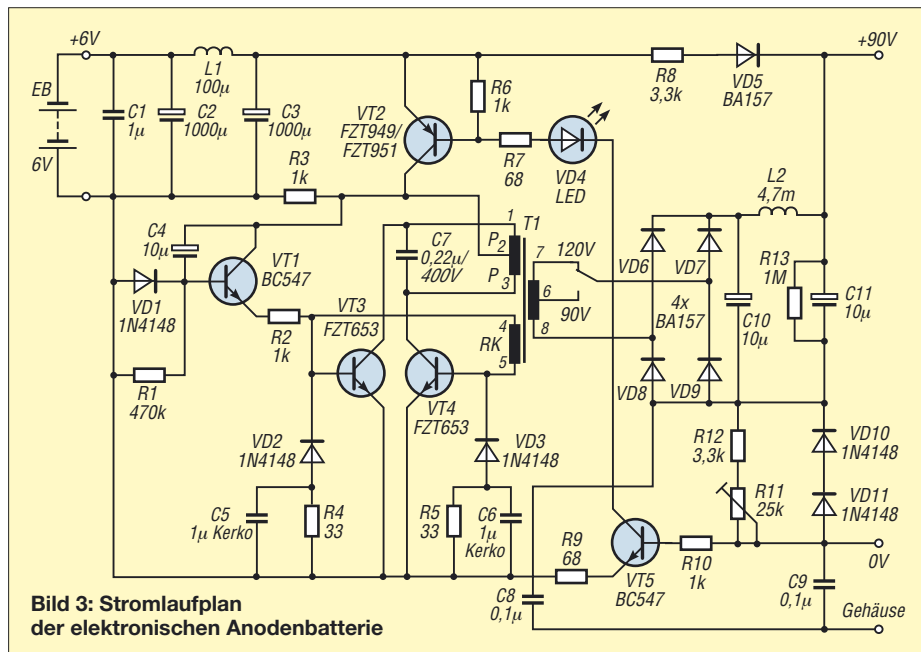 +6V
+90V
L1
100µ
R8
3,3k
VD5
BA157
EB
C1
1µ
C2
1000µ
C3
1000µ
VT2
FZT949/
FZT951
R6
1k
R7
68
VD4
LED
6V
R3
1k
L2
4,7m
C4
10µ
VT1
BC547
1
T1
P
2
P
3
C7
0,22µ/
400V
7
120V
6
90V
8
VD6
VD7
4x
BA157
R13
1M
C10
10µ
C11
10µ
VD1
1N4148
VT3
FZT653
R2
1k
4
RK
5
VD8
VD9
R1
470k
VT4
FZT653
VD2
1N4148
VD3
1N4148
R12
3,3k
VD10
1N4148
C5
1µ Kerko
R4
33
R5
33
C6
1µ
Kerko
R11
25k
VD11
1N4148
R9
68
VT5
BC547
R10
1k
0V
C8
0,1µ
C9
0,1µ
Gehäuse
Bild 3: Stromlaufplan
der elektronischen Anodenbatterie